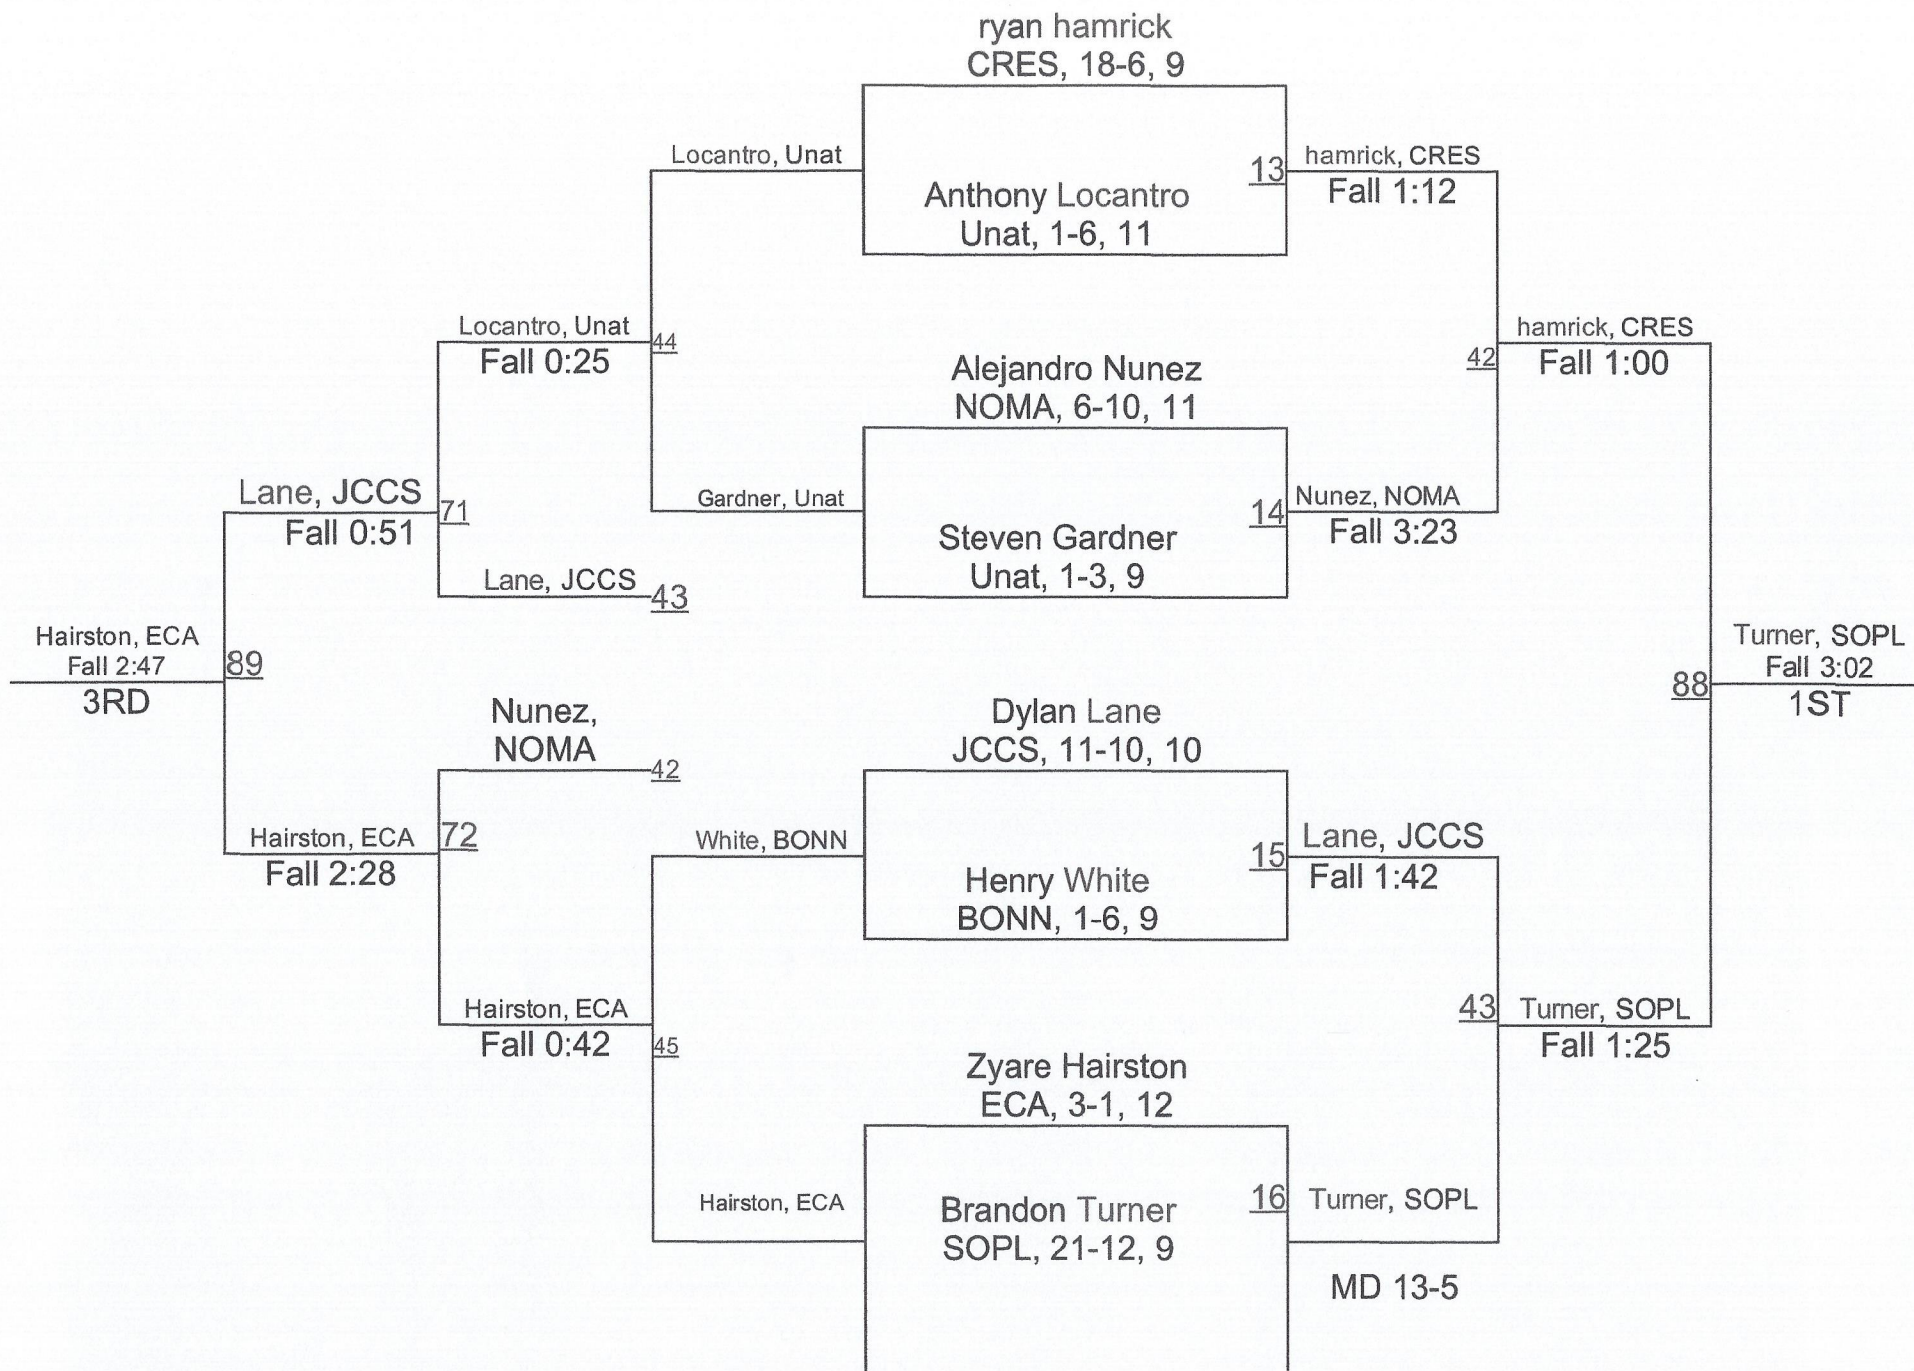 ryan hamrick
CRES, 18-6, 9
Locantro, Unat
13
hamrick, CRES
Fall 1:12
Anthony Locantro
Unat, 1-6, 11
Locantro, Unat
Fall 0:25
44
hamrick, CRES
Fall 1:00
42
Alejandro Nunez
NOMA, 6-10, 11
Lane, JCCS
Fall 0:51
71
Gardner, Unat
14
Nunez, NOMA
Fall 3:23
Steven Gardner
Unat, 1-3, 9
Lane, JCCS
43
Hairston, ECA
Fall 2:47
3RD
89
Turner, SOPL
Fall 3:02
1ST
88
Nunez,
NOMA
42
Dylan Lane
JCCS, 11-10, 10
Hairston, ECA
Fall 2:28
72
White, BONN
15
Lane, JCCS
Fall 1:42
Henry White
BONN, 1-6, 9
Hairston, ECA
Fall 0:42
45
43
Turner, SOPL
Fall 1:25
Zyare Hairston
ECA, 3-1, 12
Hairston, ECA
16
Turner, SOPL
Brandon Turner
SOPL, 21-12, 9
MD 13-5